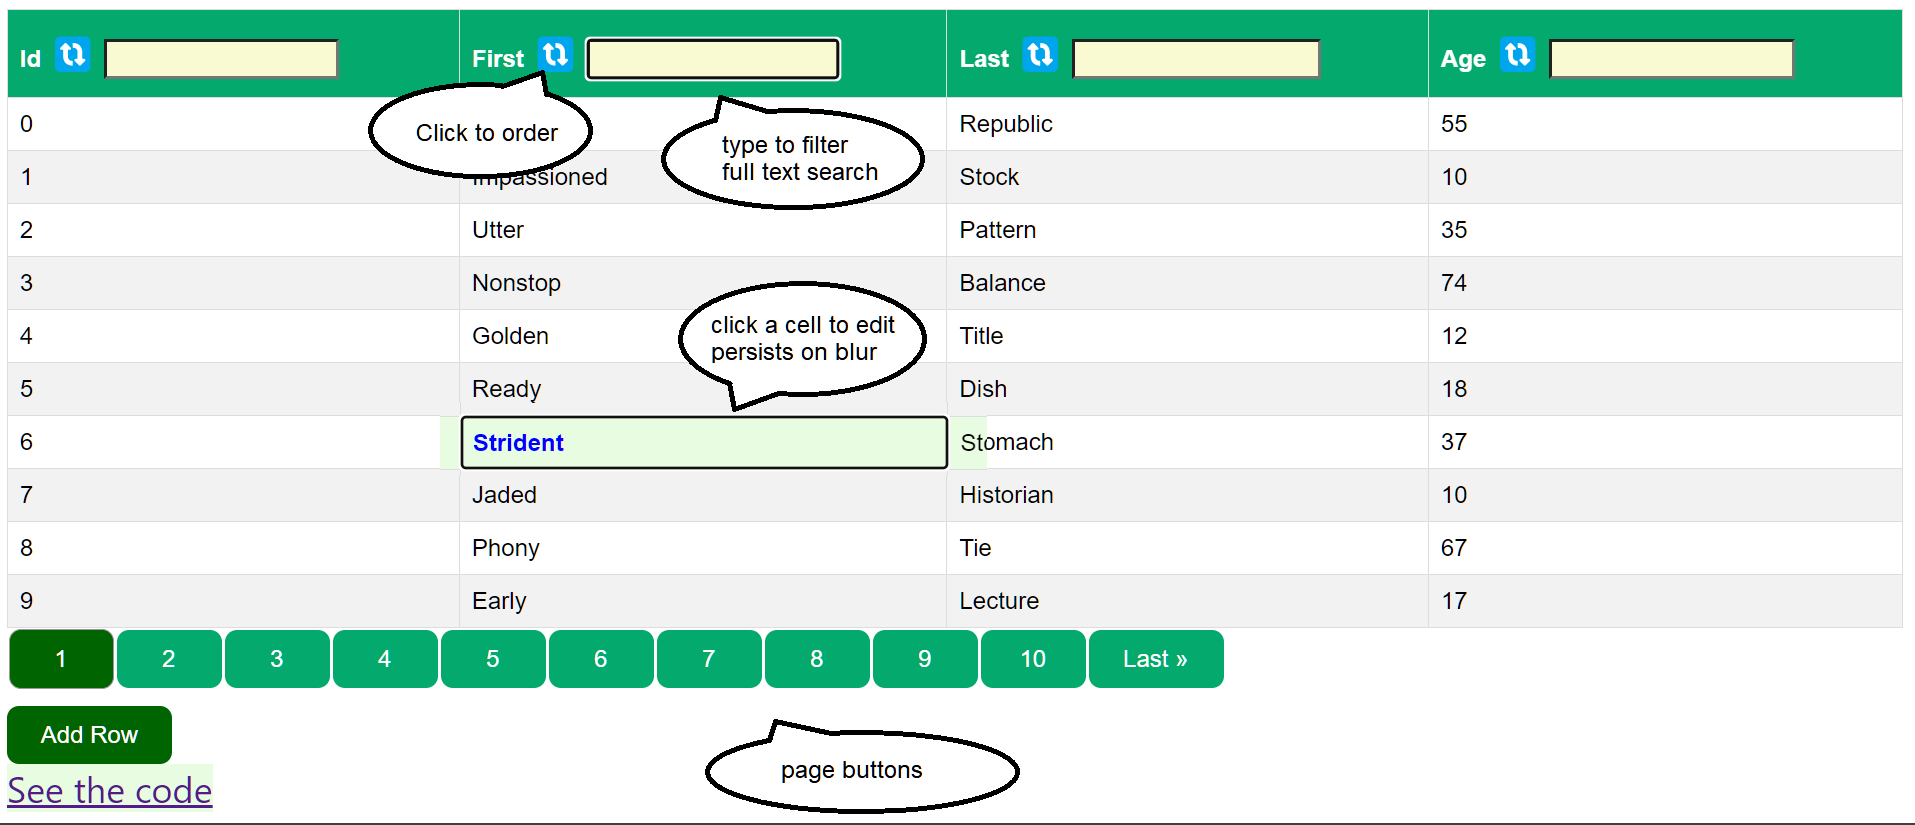 Id First Last Age
Click to order
type to filter
full text search
0 Republic 55
1 Impassioned Stock 10
2 Utter Pattern 35
3 Nonstop Balance 74
click a cell to edit
persists on blur
4 Golden Title 12
5 Ready Dish 18
6 Strident Stomach 37
7 Jaded Historian 10
8 Phony Tie 67
9 Early Lecture 17
1 2 3 4 5 6 7 8 9 10 Last »
Add Row
page buttons
See the code